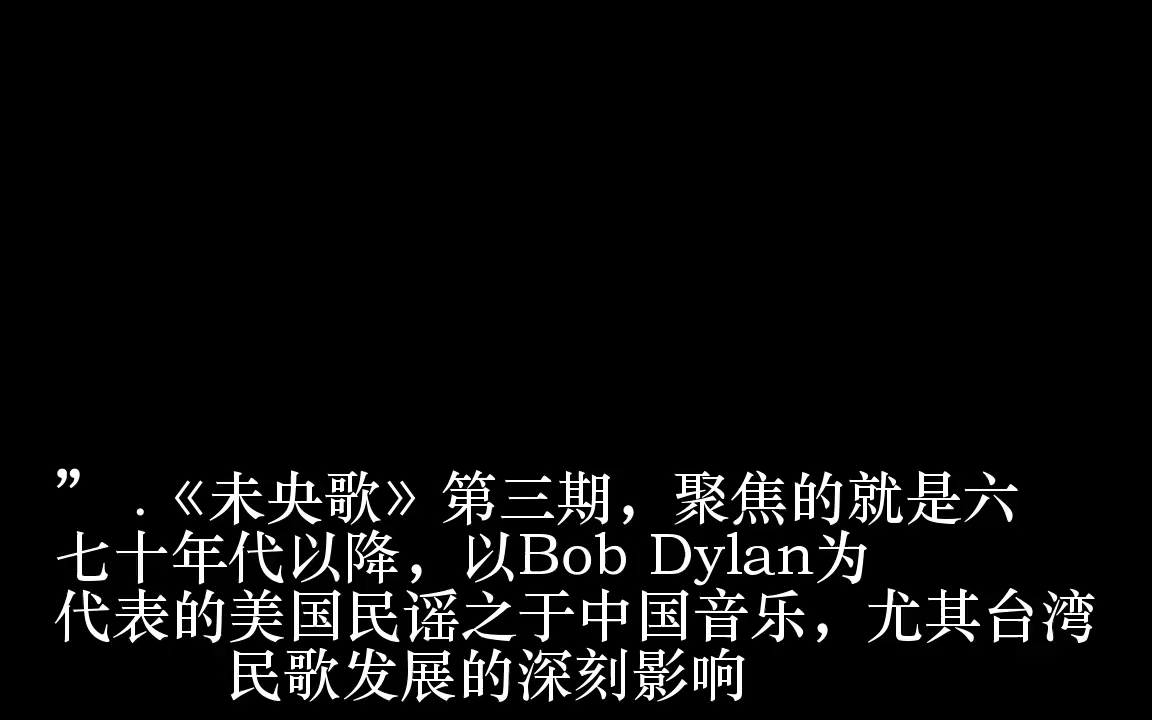 ” .《未央歌》第三期，聚焦的就是六
七十年代以降，以Bob Dylan为
代表的美国民谣之于中国音乐，尤其台湾
民歌发展的深刻影响